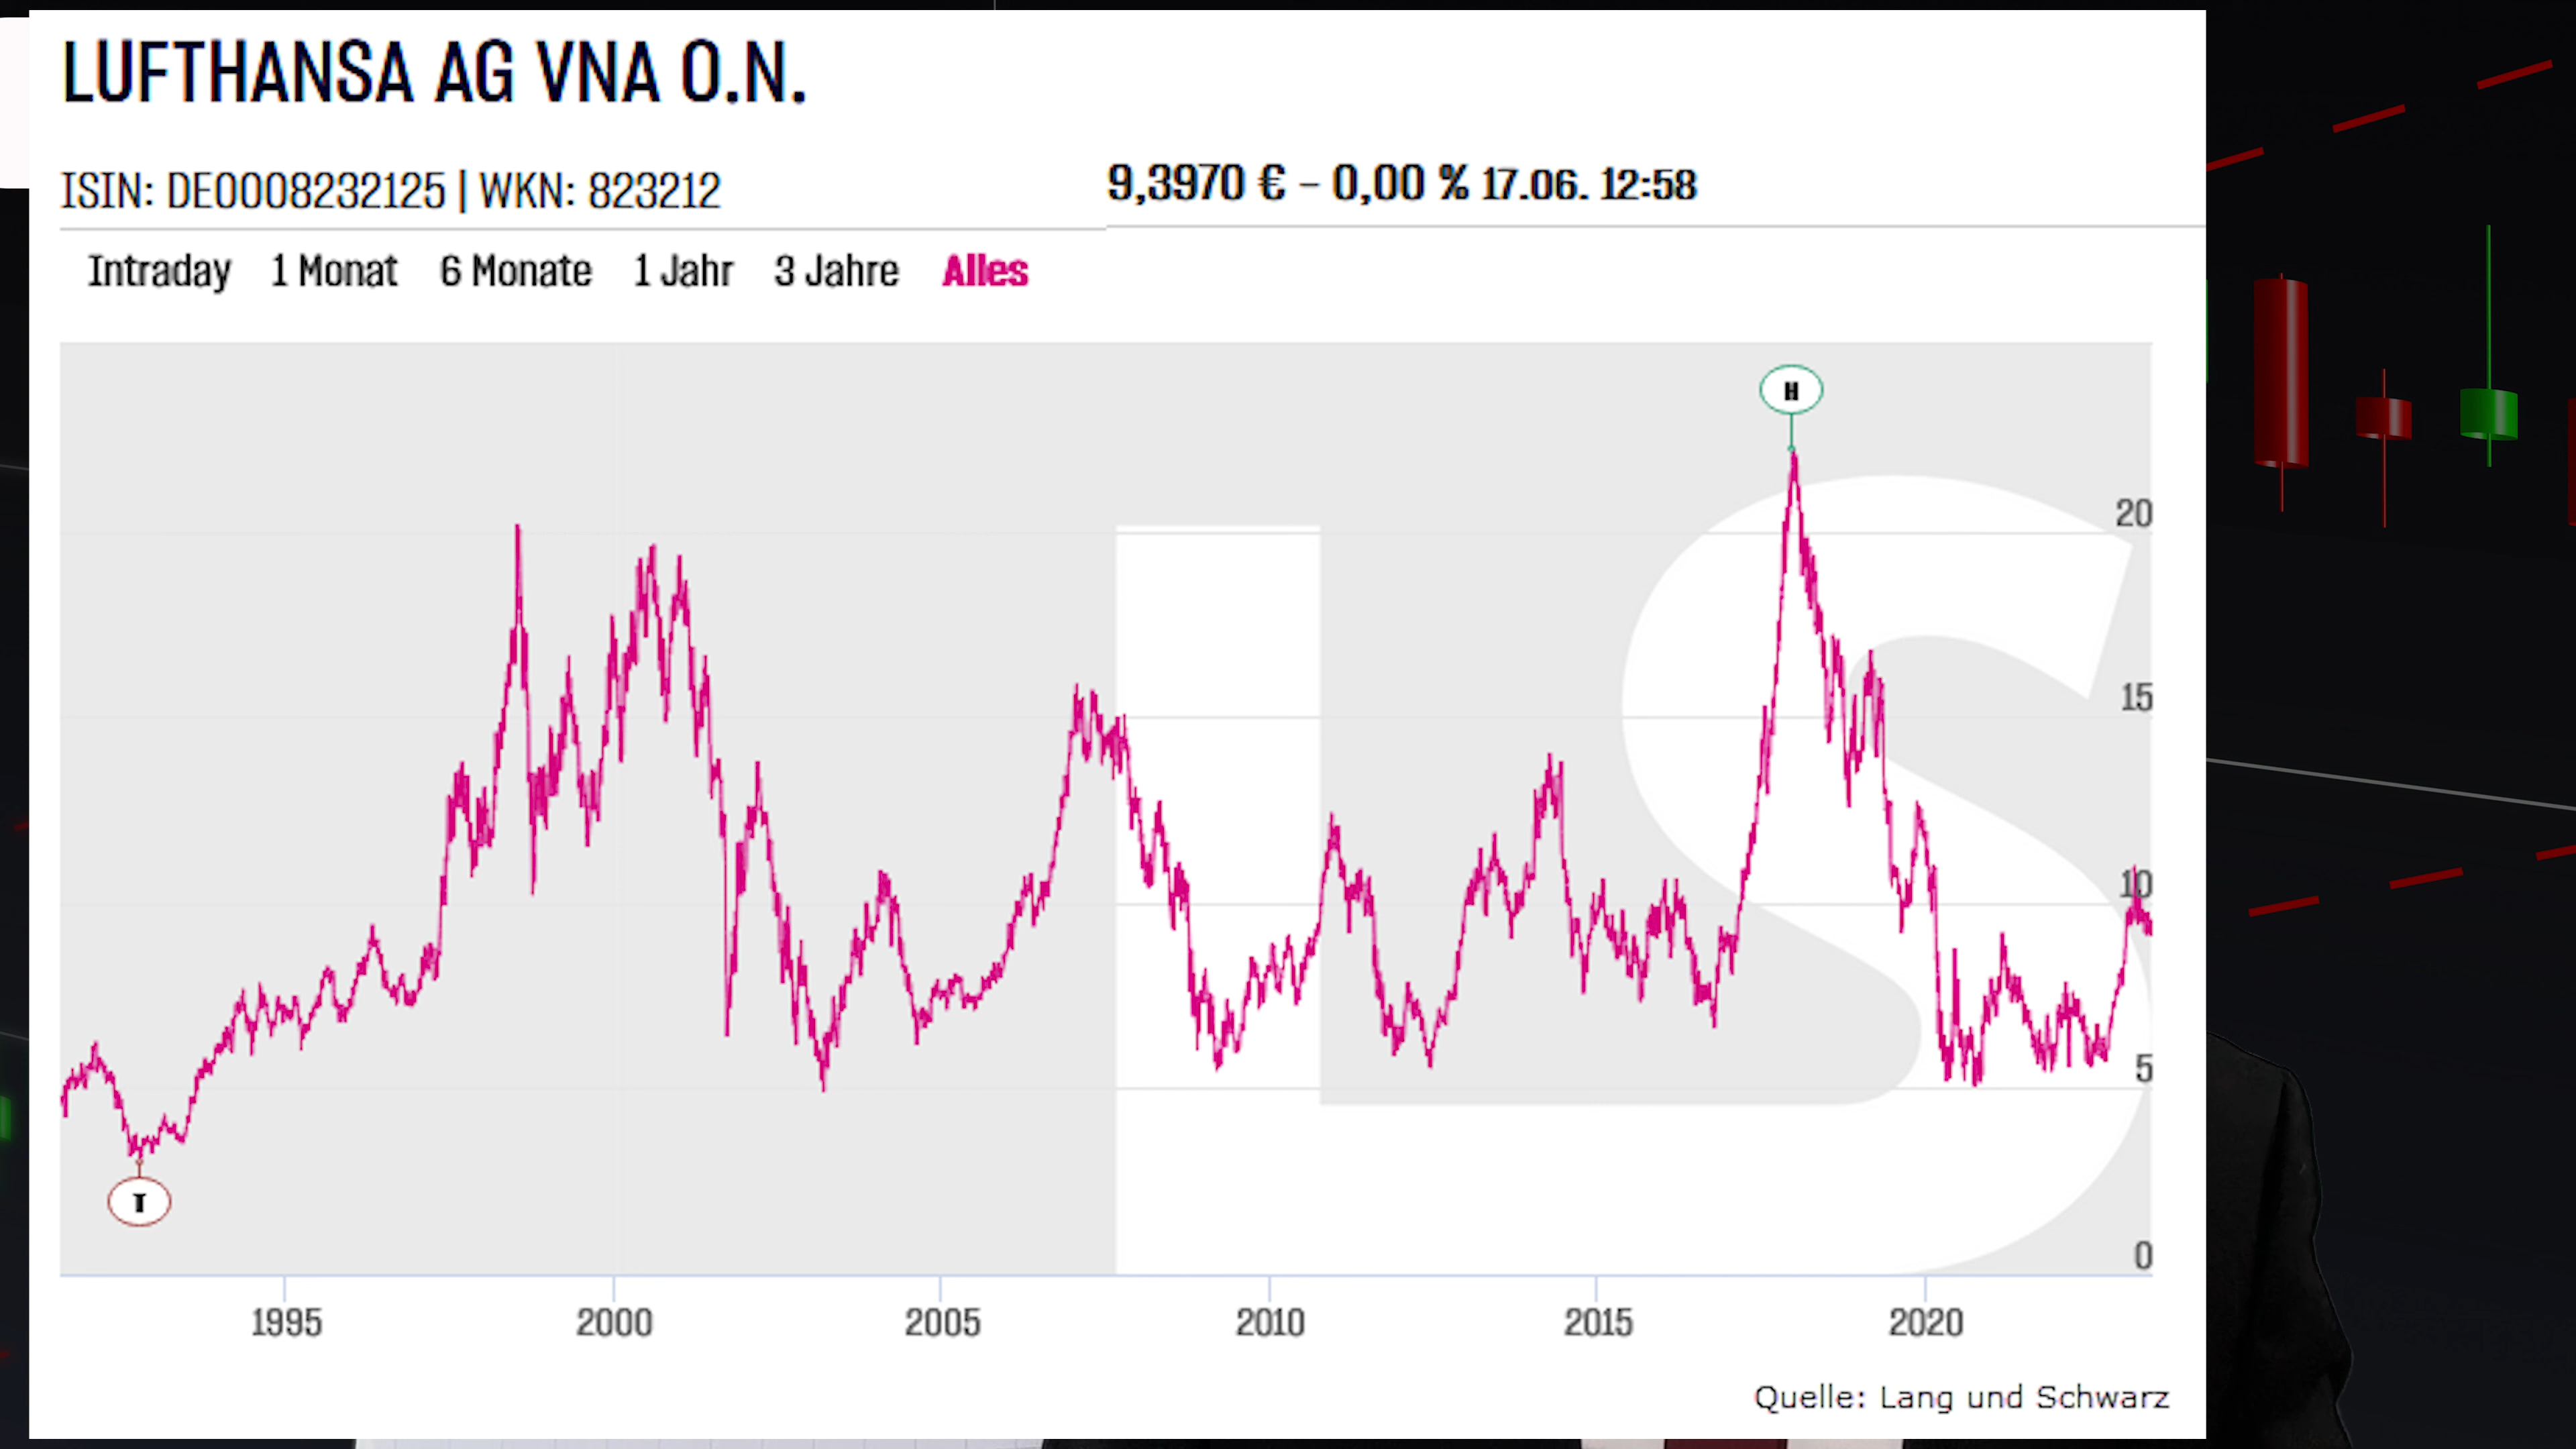 LUFTHANSA AG VNA O.N.
ISIN: DE0008232125 | WKN: 823212
9,3970 € – 0,00 % 17.06. 12:58
Intraday 1 Monat 6 Monate 1 Jahr 3 Jahre Alles
H
20
15
10
5
T
0
1995 2000 2005 2010 2015 2020
Quelle: Lang und Schwarz